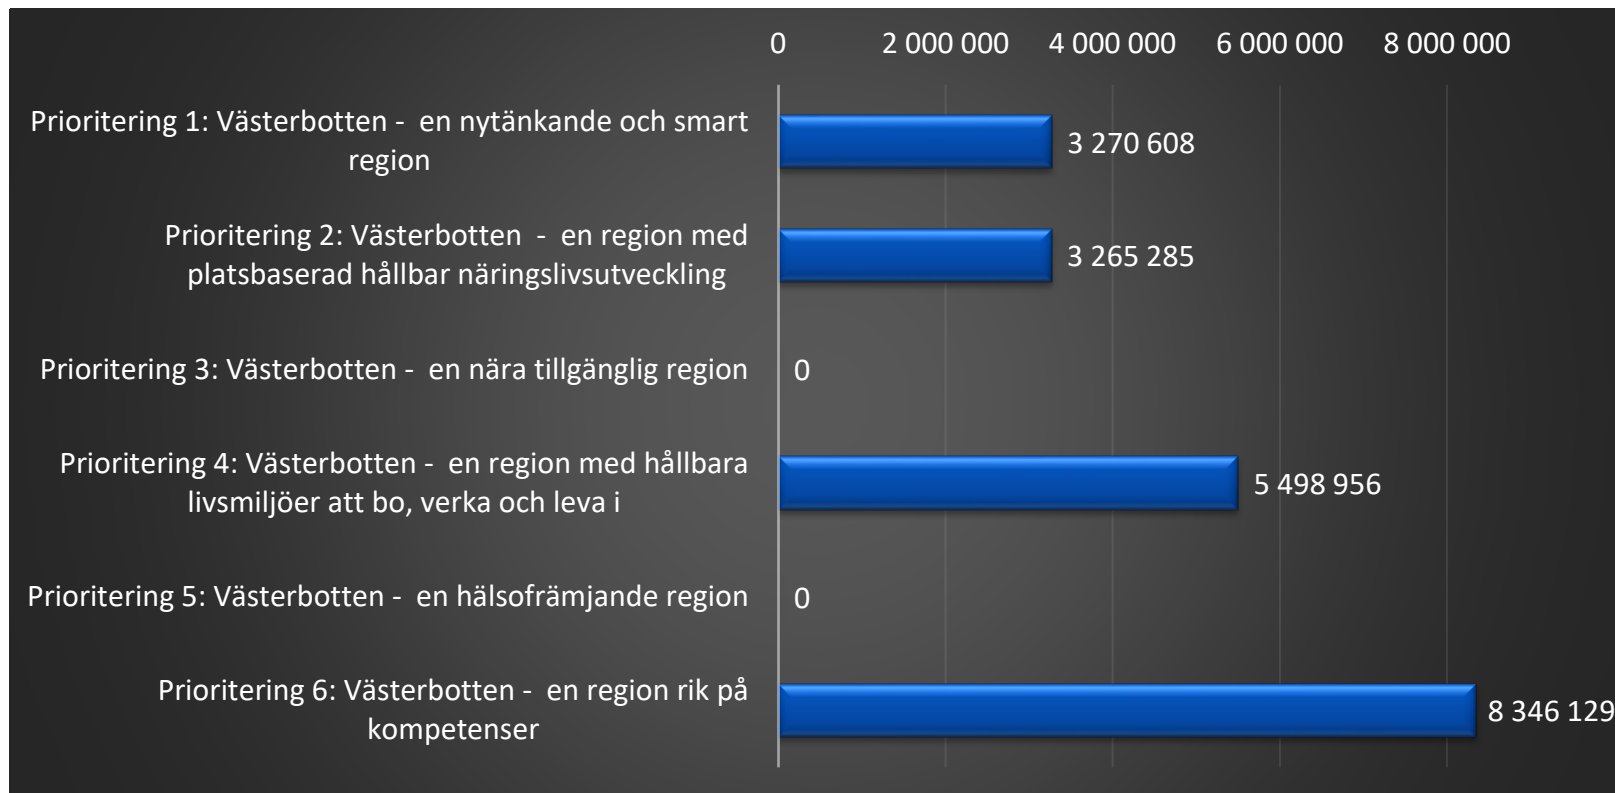 0 2 000 000 4 000 000 6 000 000 8 000 000
Prioritering 1: Västerbotten -  en nytänkande och smart
region
3 270 608
Prioritering 2: Västerbotten  -  en region med
platsbaserad hållbar näringslivsutveckling
3 265 285
Prioritering 3: Västerbotten -  en nära tillgänglig region
0
Prioritering 4: Västerbotten -  en region med hållbara
livsmiljöer att bo, verka och leva i
5 498 956
Prioritering 5: Västerbotten -  en hälsofrämjande region
0
Prioritering 6: Västerbotten -  en region rik på
kompetenser
8 346 129